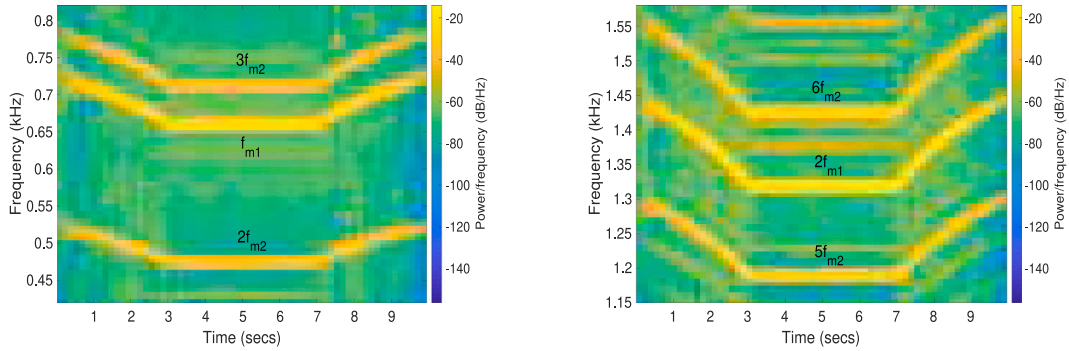 0.8
0.75
0.7
0.65
0.6
0.55
0.5
0.45
Frequency (kHz)
3f_m2
f_m1
2f_m2
1 2 3 4 5 6 7 8 9
Time (secs)
-20
-40
-60
-80
-100
-120
-140
Power/frequency (dB/Hz)
1.55
1.5
1.45
1.4
1.35
1.3
1.25
1.2
1.15
Frequency (kHz)
6f_m2
2f_m1
5f_m2
1 2 3 4 5 6 7 8 9
Time (secs)
-20
-40
-60
-80
-100
-120
-140
Power/frequency (dB/Hz)